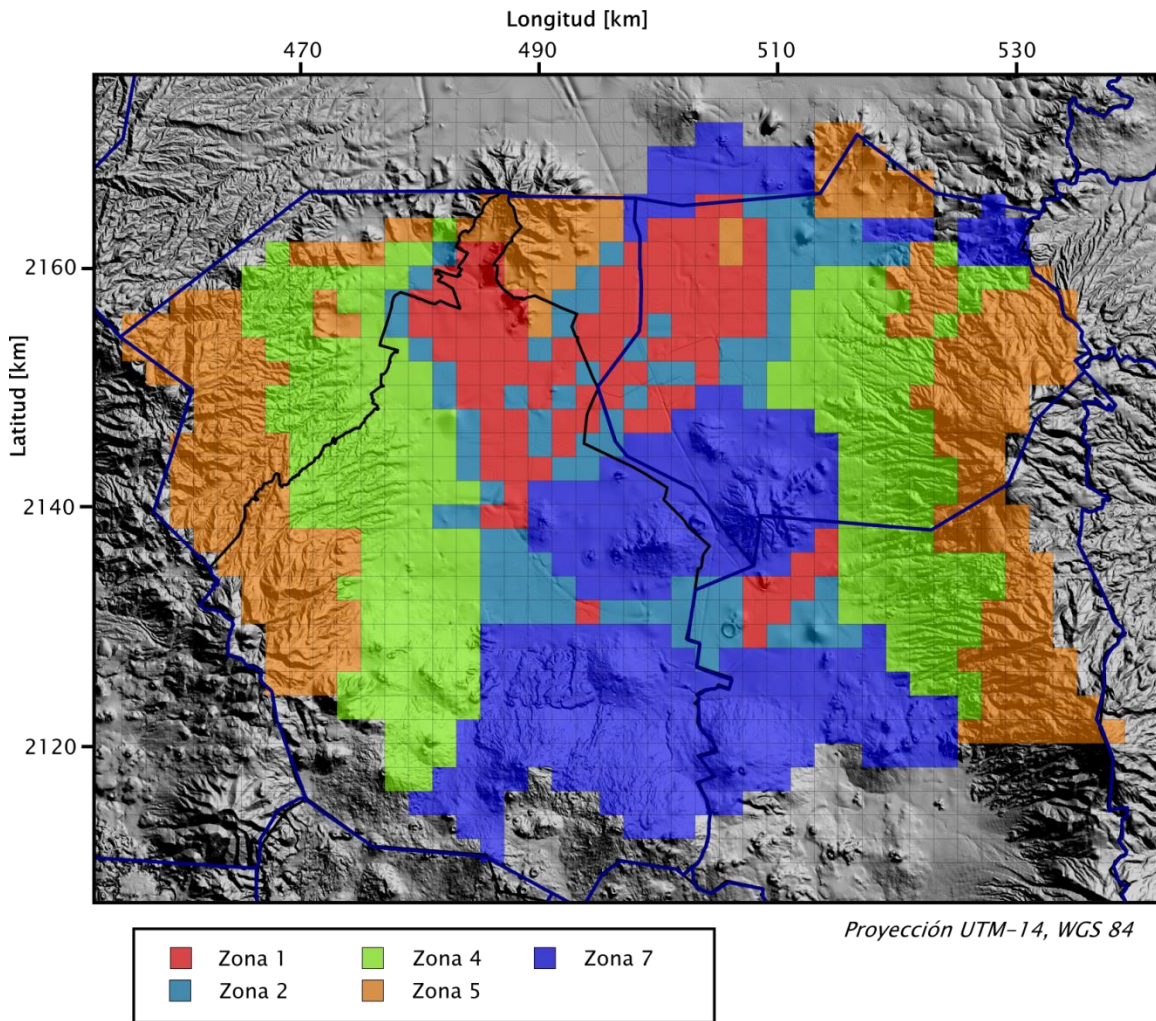 Longitud [km]
470 490 510 530
Latitud [km]
2160
2140
2120
Proyección UTM-14, WGS 84
Zona 1 Zona 4 Zona 7
Zona 2 Zona 5